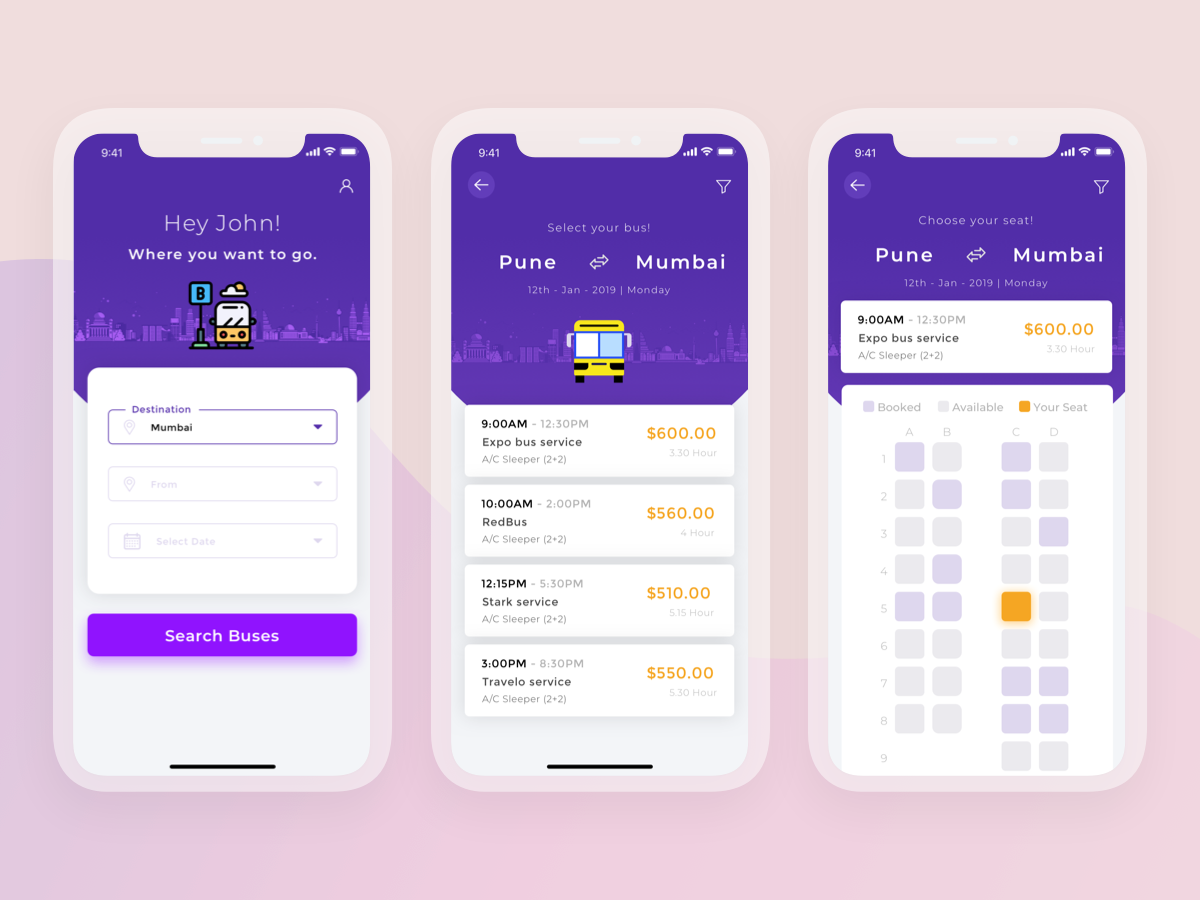 9:41
Hey John!
Where you want to go.
B
Destination
Mumbai
From
Select Date
Search Buses
9:41
Select your bus!
Pune Mumbai
12th - Jan - 2019 | Monday
9:00AM - 12:30PM
$600.00
Expo bus service
3.30 Hour
A/C Sleeper (2+2)
10:00AM - 2:00PM
$560.00
RedBus
4 Hour
A/C Sleeper (2+2)
12:15PM - 5:30PM
$510.00
Stark service
5.15 Hour
A/C Sleeper (2+2)
3:00PM - 8:30PM
$550.00
Travelo service
5.30 Hour
A/C Sleeper (2+2)
9:41
Choose your seat!
Pune Mumbai
12th - Jan - 2019 | Monday
9:00AM - 12:30PM
$600.00
Expo bus service
3.30 Hour
A/C Sleeper (2+2)
Booked Available Your Seat
A B C D
1
2
3
4
5
6
7
8
9